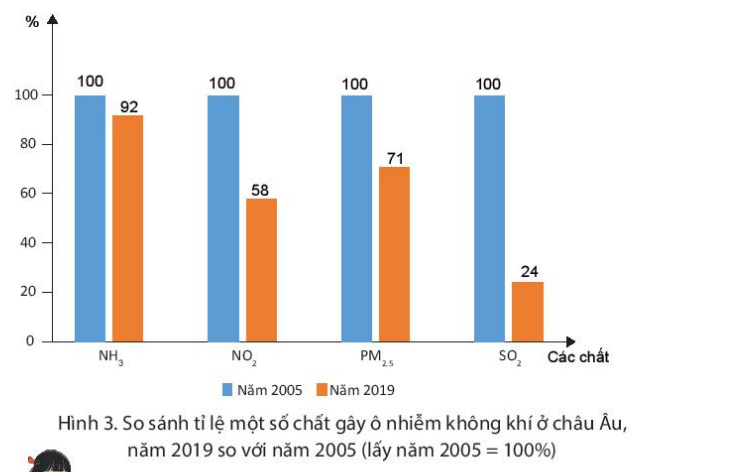 %
100
80
60
40
20
0
100
92
100
58
100
71
100
24
NH₃
NO₂
PM₂.₅
SO₂
Các chất
Năm 2005
Năm 2019
Hình 3. So sánh tỉ lệ một số chất gây ô nhiễm không khí ở châu Âu,
năm 2019 so với năm 2005 (lấy năm 2005 = 100%)